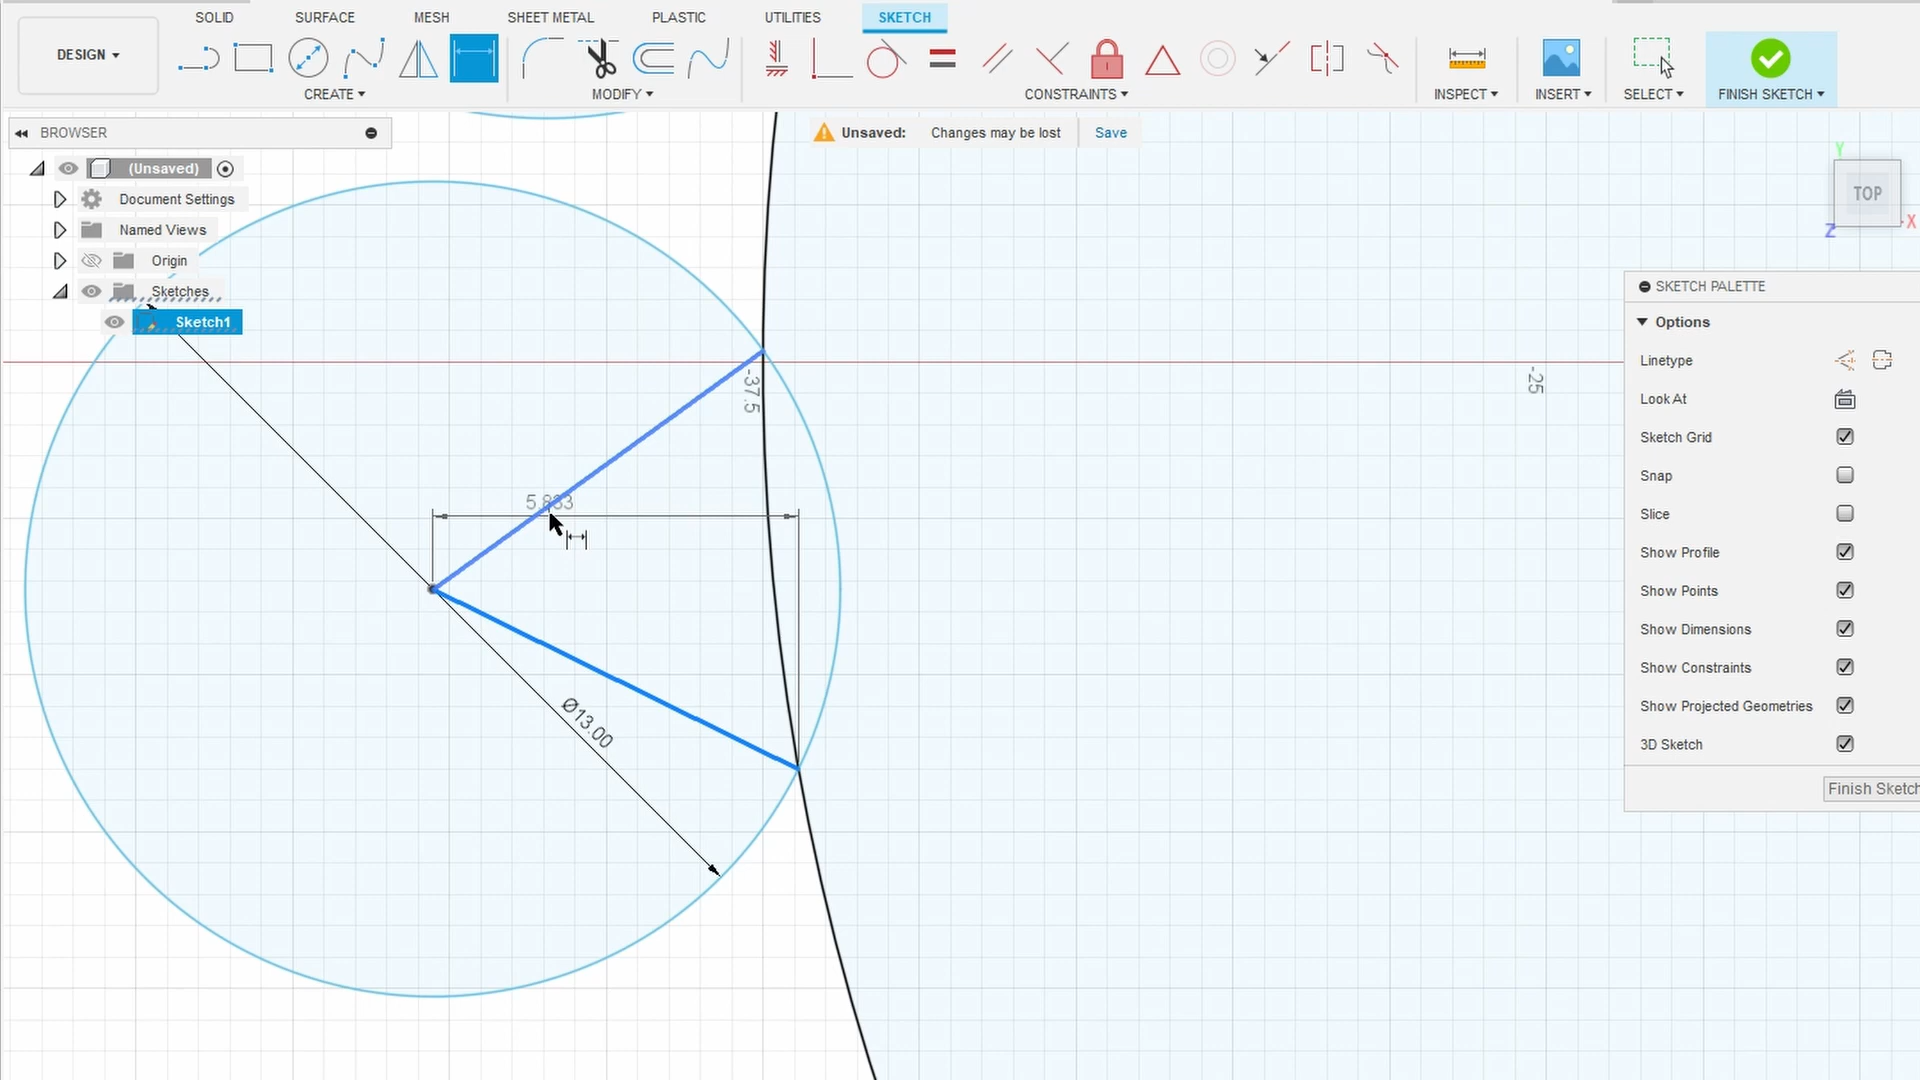 SOLID SURFACE MESH SHEET METAL PLASTIC UTILITIES SKETCH
DESIGN
CREATE MODIFY CONSTRAINTS INSPECT INSERT SELECT FINISH SKETCH
BROWSER
Unsaved: Changes may be lost Save
(Unsaved)
Document Settings
Named Views
Origin
Sketches
Sketch1
Y
TOP
X
Z
-37.5
-25
Ø13.00
SKETCH PALETTE
Options
Linetype
Look At
Sketch Grid
Snap
Slice
Show Profile
Show Points
Show Dimensions
Show Constraints
Show Projected Geometries
3D Sketch
Finish Sketch